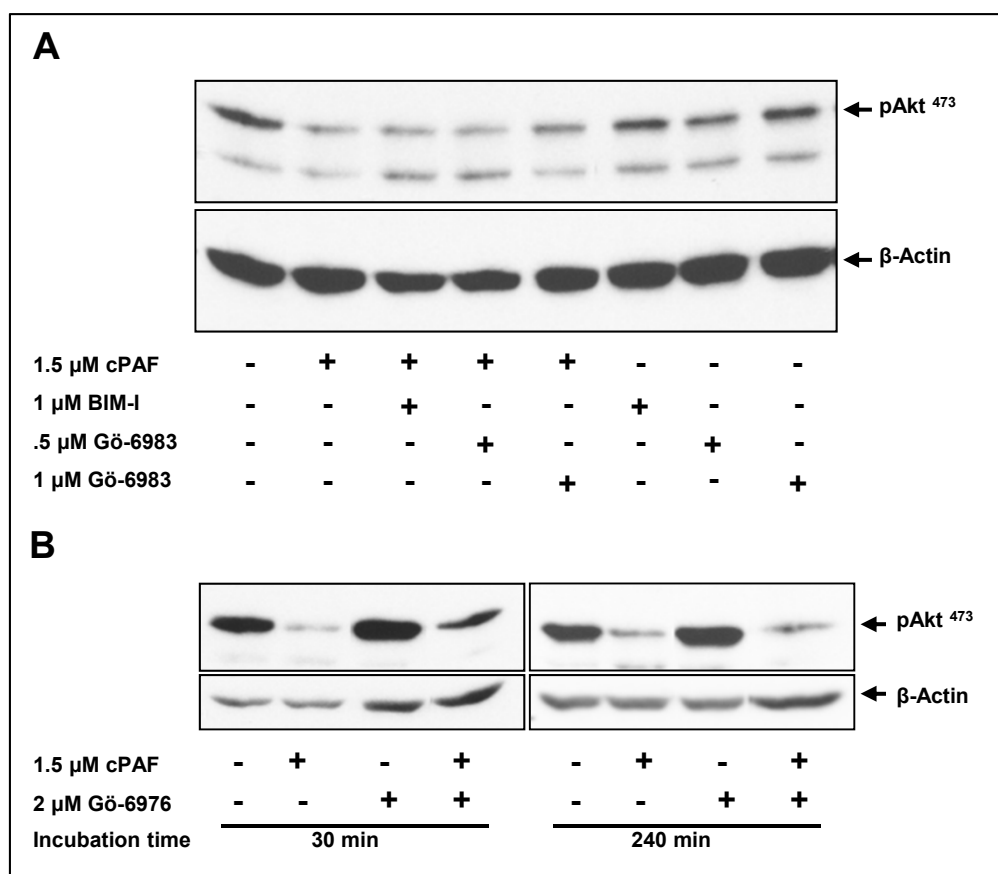 A
pAkt 473
β-Actin
1.5 µM cPAF - + + + + - - -
1 µM BIM-I - - + - - + - -
.5 µM Gö-6983 - - - + - - + -
1 µM Gö-6983 - - - - + - - +
B
pAkt 473
β-Actin
1.5 µM cPAF - + - + - + - +
2 µM Gö-6976 - - + + - - + +
Incubation time 30 min 240 min